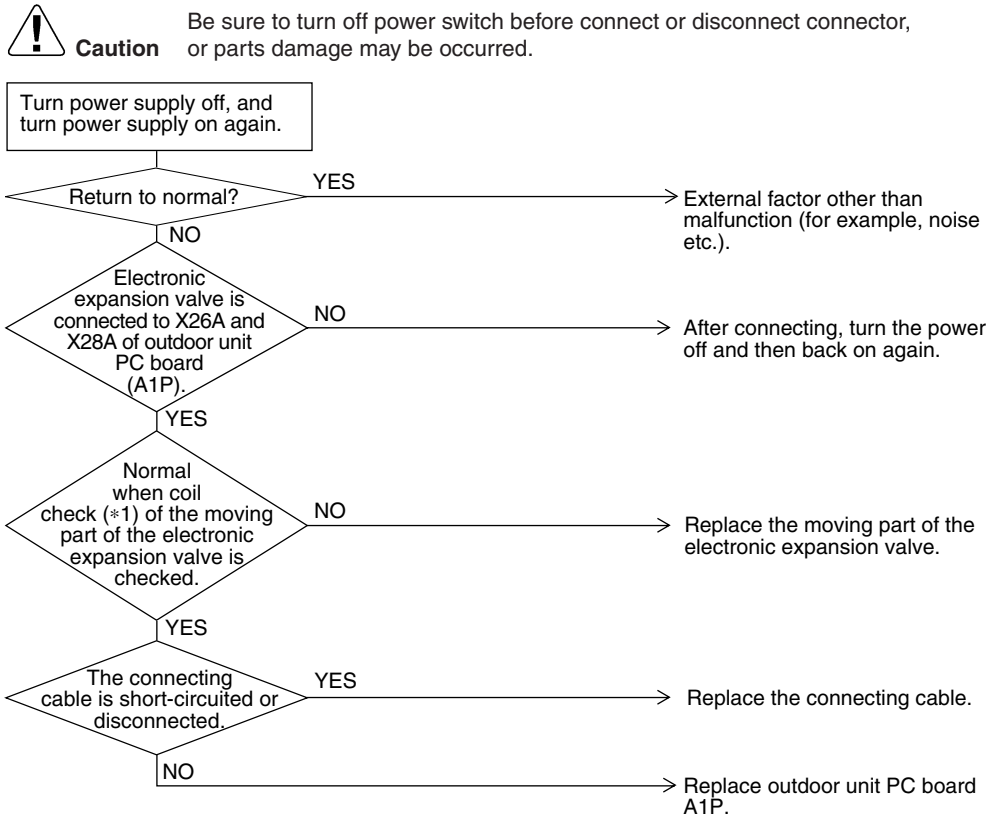 Be sure to turn off power switch before connect or disconnect connector,
Caution or parts damage may be occurred.
Turn power supply off, and
turn power supply on again.
Return to normal?
YES
External factor other than
malfunction (for example, noise
etc.).
NO
Electronic
expansion valve is
connected to X26A and
X28A of outdoor unit
PC board
(A1P).
NO
After connecting, turn the power
off and then back on again.
YES
Normal
when coil
check (*1) of the moving
part of the electronic
expansion valve is
checked.
NO
Replace the moving part of the
electronic expansion valve.
YES
The connecting
cable is short-circuited or
disconnected.
YES
Replace the connecting cable.
NO
Replace outdoor unit PC board
A1P.